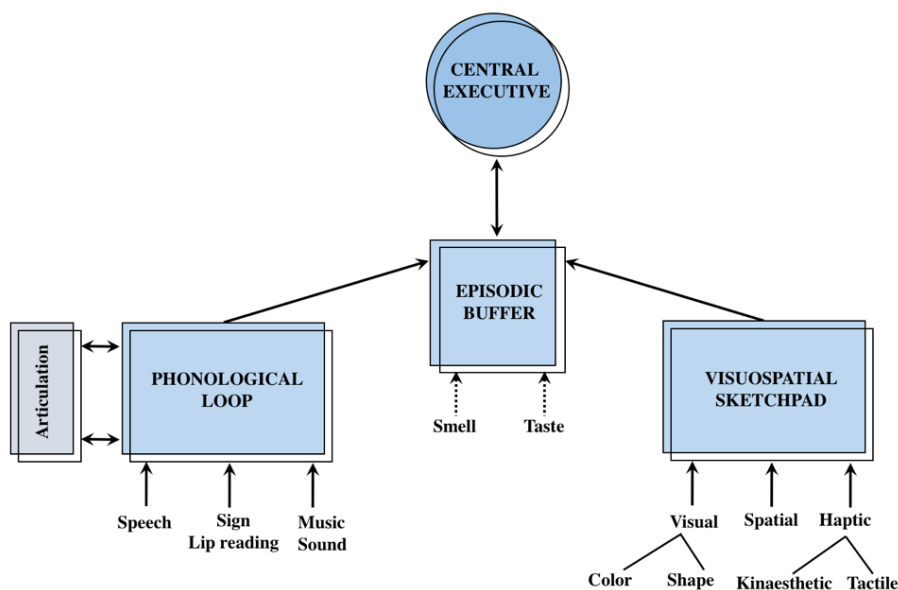 CENTRAL
EXECUTIVE
EPISODIC
BUFFER
Articulation
PHONOLOGICAL
LOOP
VISUOSPATIAL
SKETCHPAD
Smell
Taste
Speech
Sign
Lip reading
Music
Sound
Visual
Spatial
Haptic
Color
Shape
Kinaesthetic
Tactile